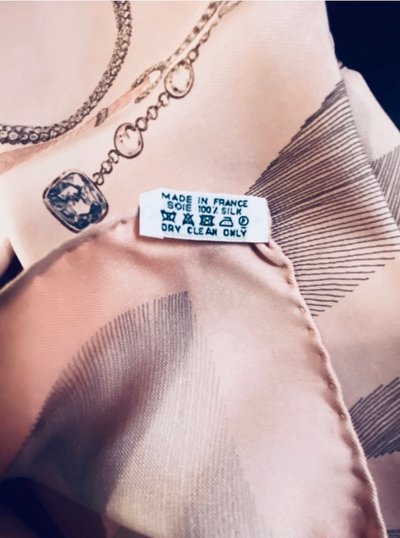 MADE IN FRANCE
SOIE 100% SILK
DRY CLEAN ONLY